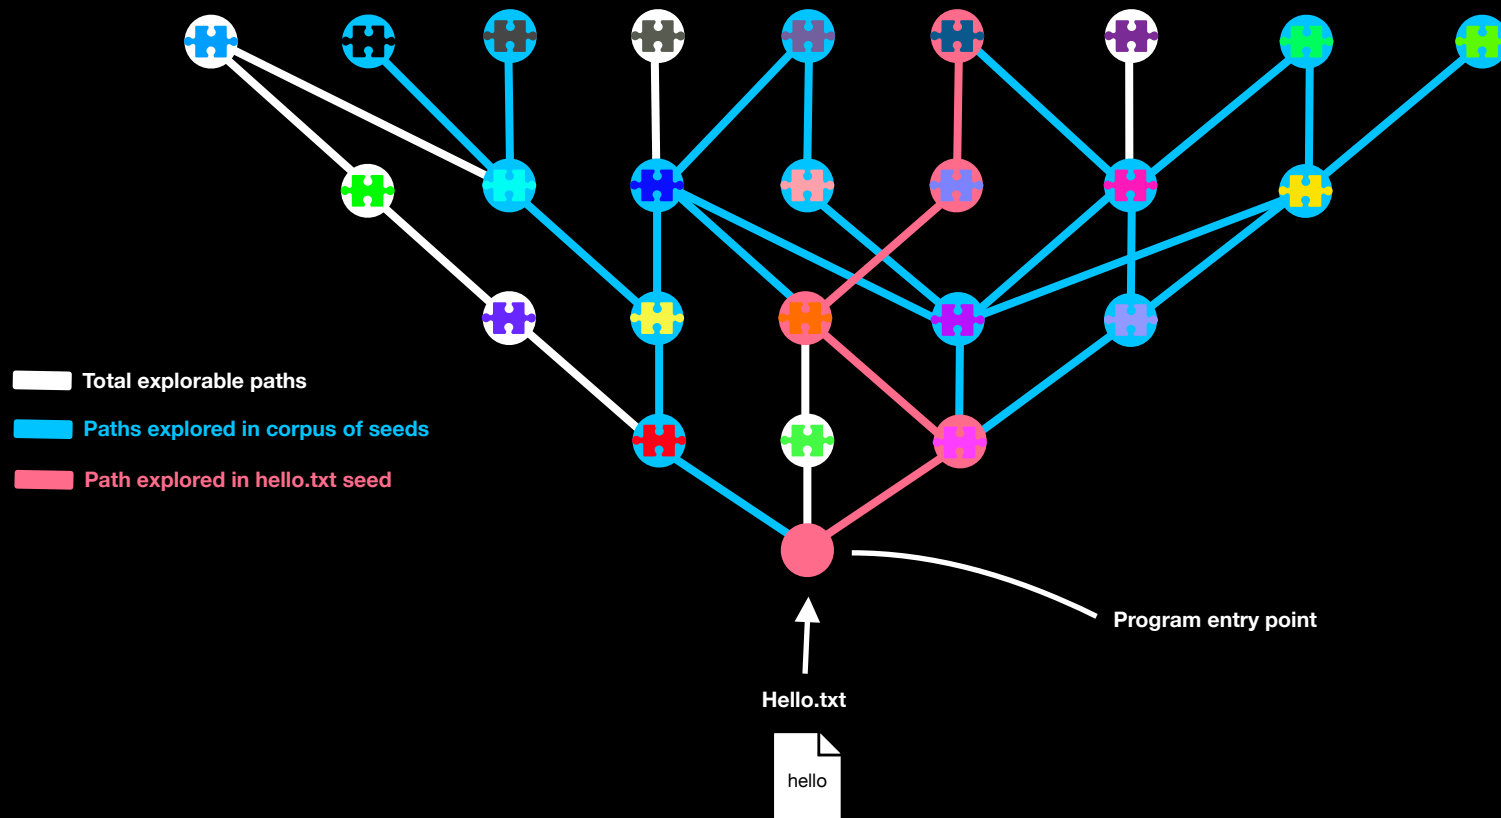 Total explorable paths
Paths explored in corpus of seeds
Path explored in hello.txt seed
Program entry point
Hello.txt
hello